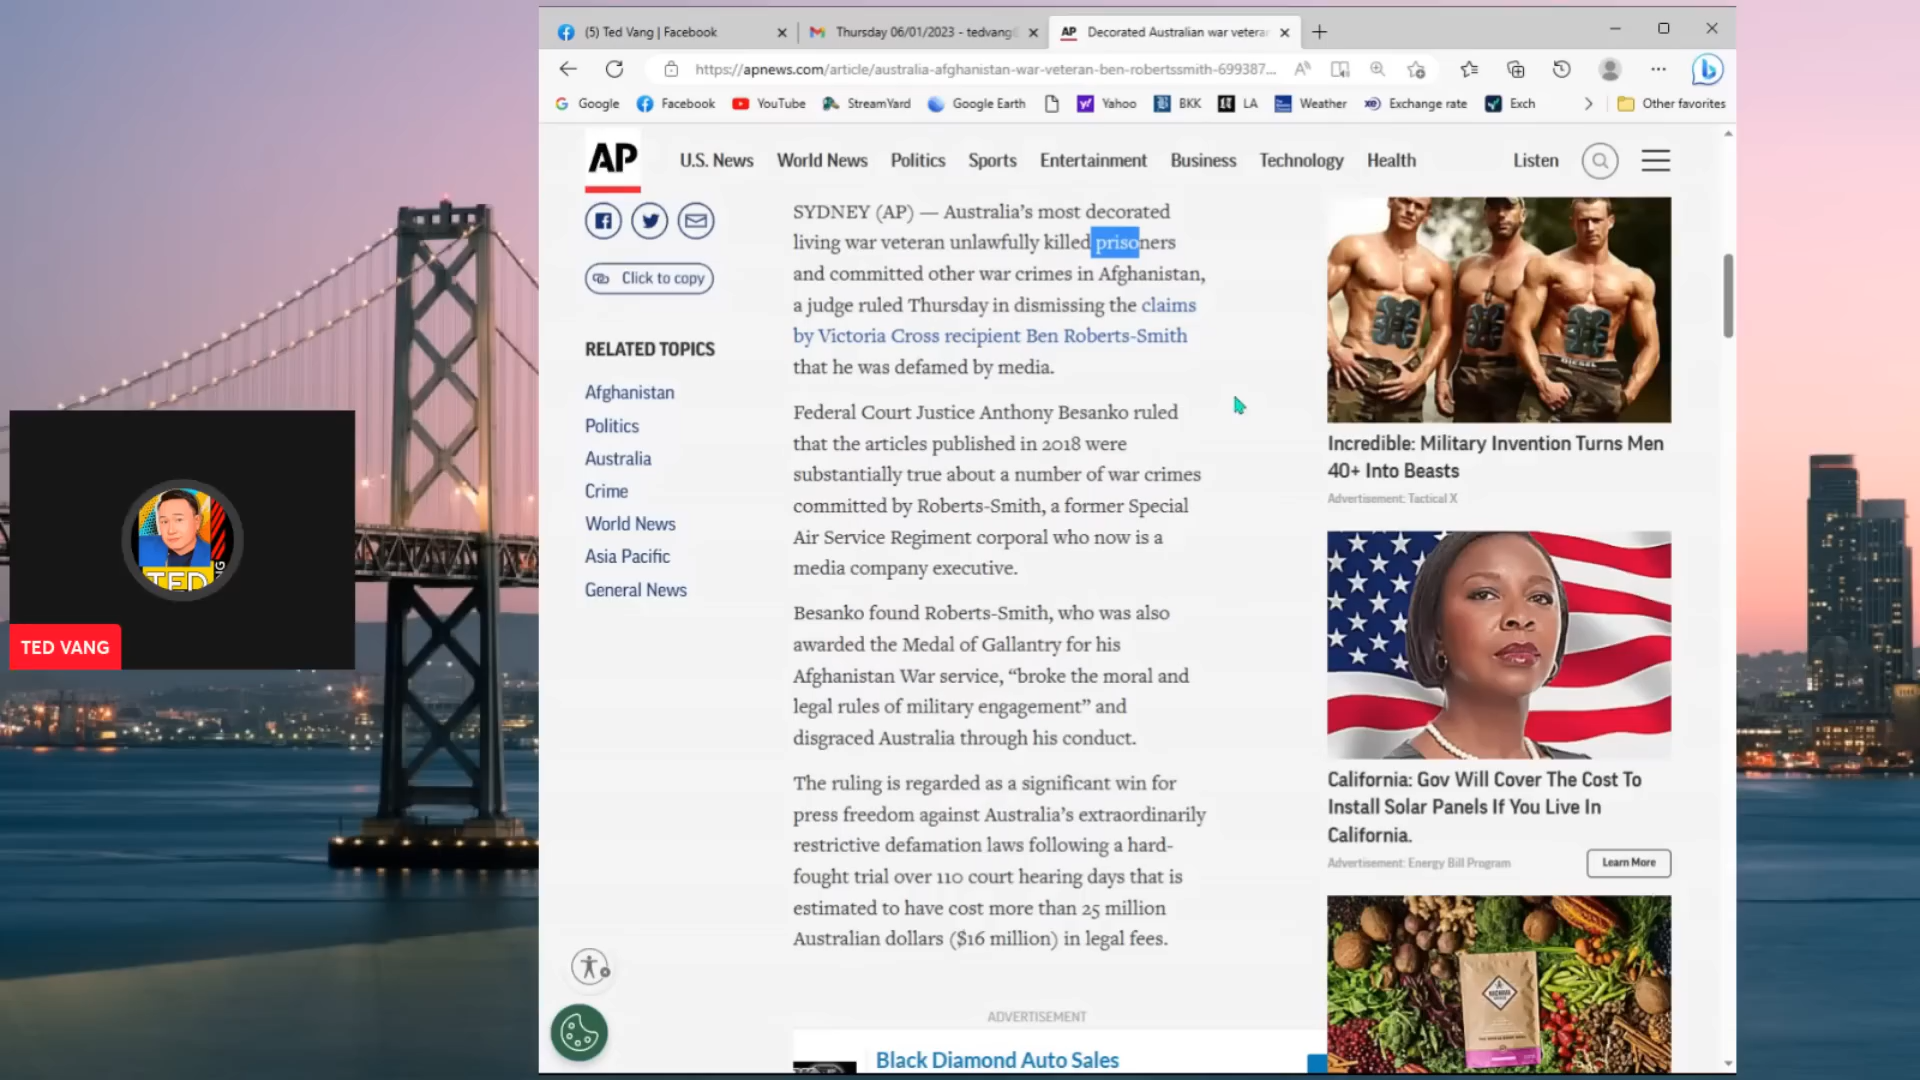 (5) Ted Vang | Facebook
Thursday 06/01/2023 - tedvang
AP Decorated Australian war vetera
https://apnews.com/article/australia-afghanistan-war-veteran-ben-robertssmith-699387...
Google
Facebook
YouTube
StreamYard
Google Earth
Yahoo
BKK
LA
Weather
Exchange rate
Exch
Other favorites
AP
U.S. News
World News
Politics
Sports
Entertainment
Business
Technology
Health
Listen
Click to copy
RELATED TOPICS
Afghanistan
Politics
Australia
Crime
World News
Asia Pacific
General News
SYDNEY (AP) — Australia’s most decorated
living war veteran unlawfully killed prisoners
and committed other war crimes in Afghanistan,
a judge ruled Thursday in dismissing the claims
by Victoria Cross recipient Ben Roberts-Smith
that he was defamed by media.
Federal Court Justice Anthony Besanko ruled
that the articles published in 2018 were
substantially true about a number of war crimes
committed by Roberts-Smith, a former Special
Air Service Regiment corporal who now is a
media company executive.
Besanko found Roberts-Smith, who was also
awarded the Medal of Gallantry for his
Afghanistan War service, “broke the moral and
legal rules of military engagement” and
disgraced Australia through his conduct.
The ruling is regarded as a significant win for
press freedom against Australia’s extraordinarily
restrictive defamation laws following a hard-
fought trial over 110 court hearing days that is
estimated to have cost more than 25 million
Australian dollars ($16 million) in legal fees.
ADVERTISEMENT
Black Diamond Auto Sales
DIESEL
Incredible: Military Invention Turns Men
40+ Into Beasts
Advertisement: Tactical X
California: Gov Will Cover The Cost To
Install Solar Panels If You Live In
California.
Advertisement: Energy Bill Program
Learn More
TED
TED VANG